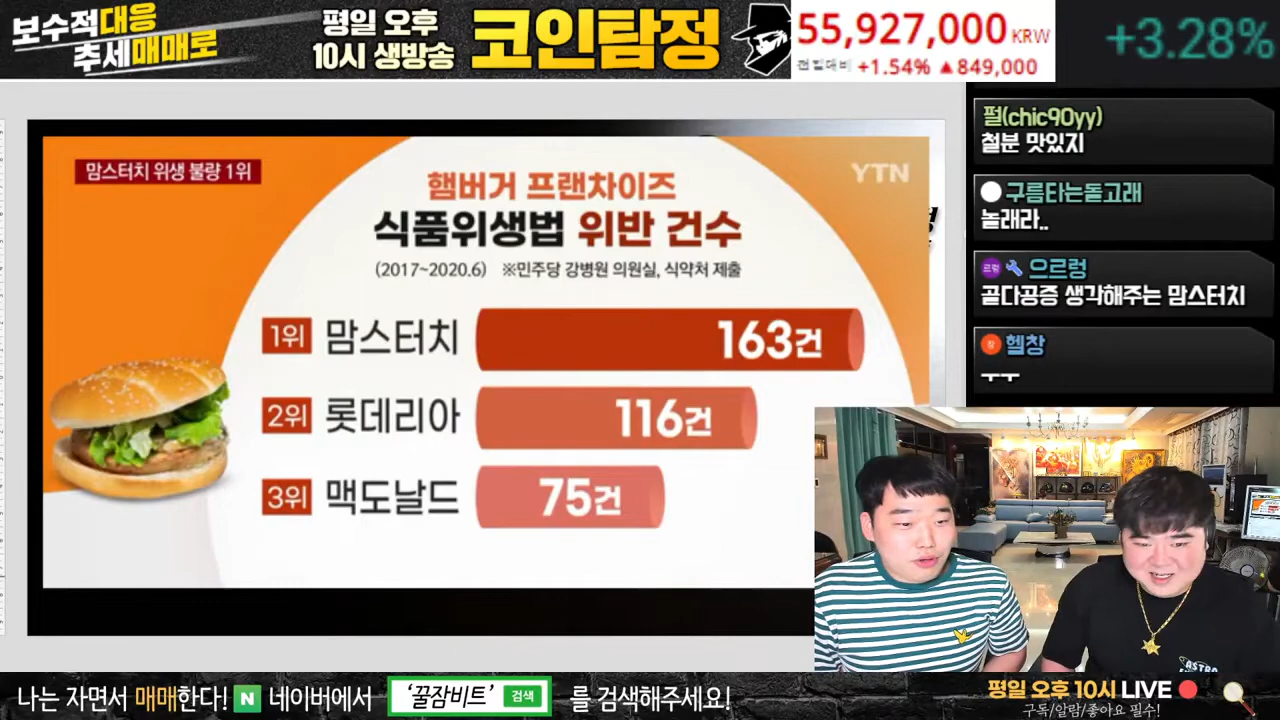 보수적대응
추세매매로
평일 오후
10시 생방송
코인탐정
55,927,000 KRW
전일대비 +1.54% ▲849,000
+3.28%
맘스터치 위생 불량 1위
YTN
햄버거 프랜차이즈
식품위생법 위반 건수
(2017~2020.6) ※민주당 강병원 의원실, 식약처 제출
1위 맘스터치 163건
2위 롯데리아 116건
3위 맥도날드 75건
펄(chic90yy)
철분 맛있지
구름타는돌고래
놀래라..
으르렁
골다공증 생각해주는 맘스터치
헬창
ㅜㅜ
나는 자면서 매매한다! N 네이버에서 '꿀잠비트' 검색 를 검색해주세요!
평일 오후 10시 LIVE
구독/알람/좋아요 필수!